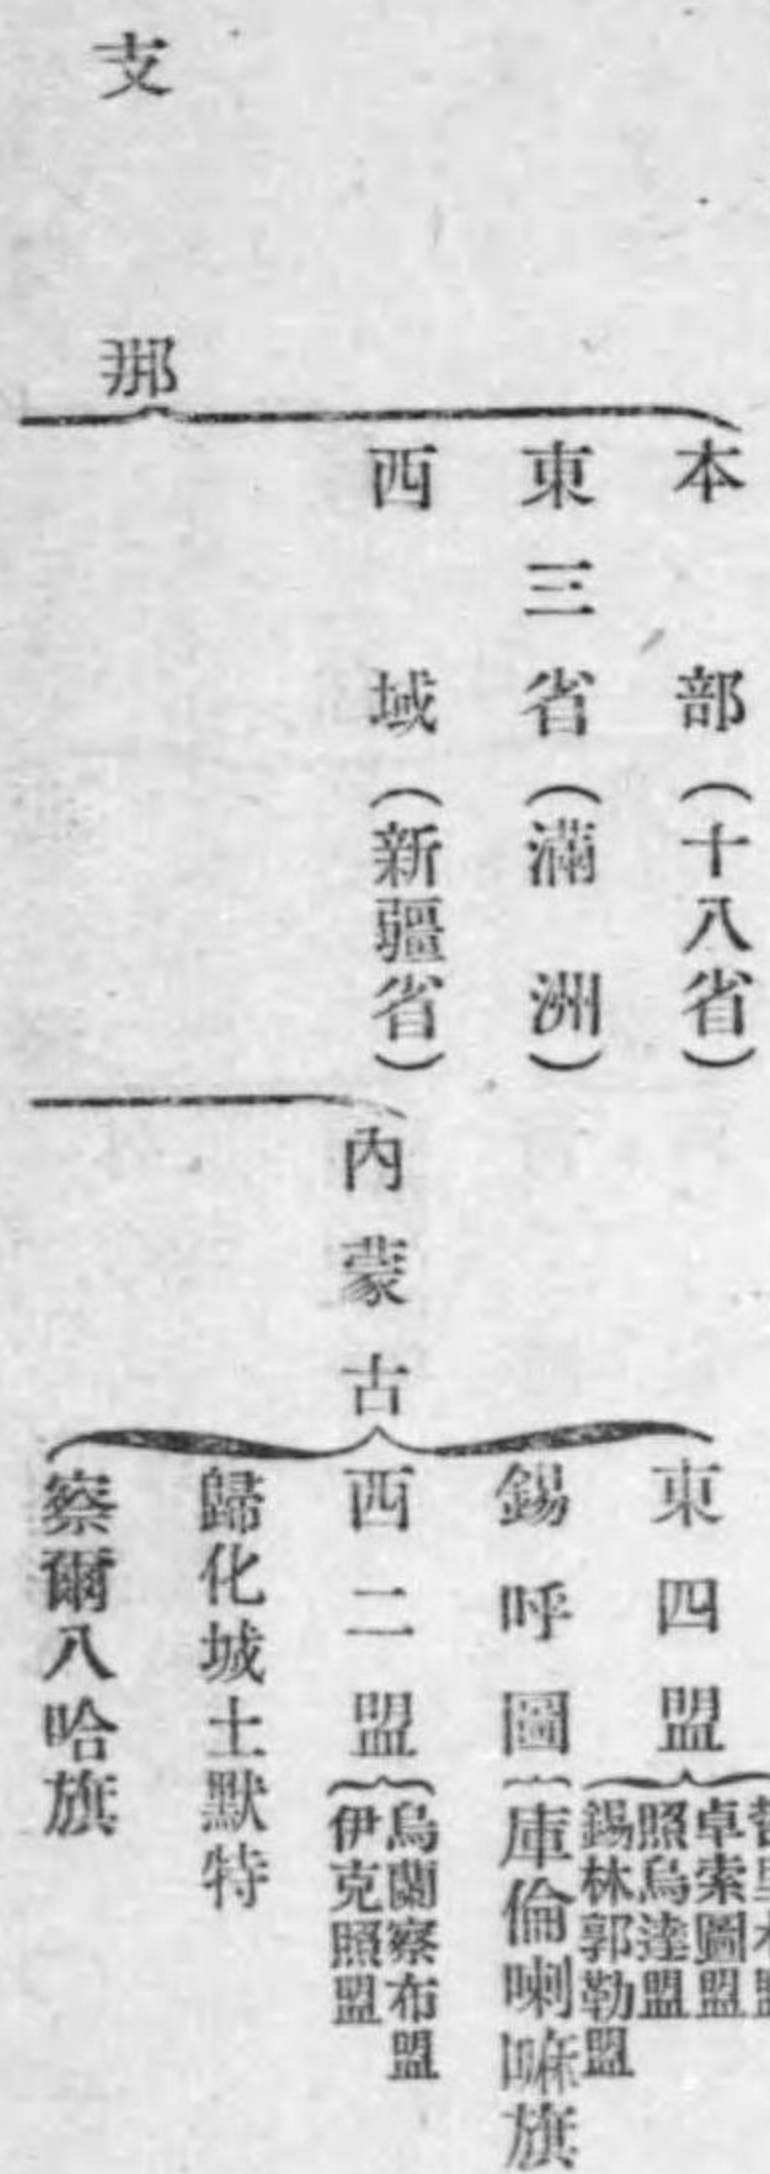 支那
本部(十八省)
東三省(滿洲)
西域(新疆省)
內蒙古
東四盟
卓索圖盟
照烏達盟
錫林郭勒盟
錫呼圖
庫倫喇嘛旗
西二盟
烏蘭察布盟
伊克照盟
歸化城土默特
察爾八哈旗